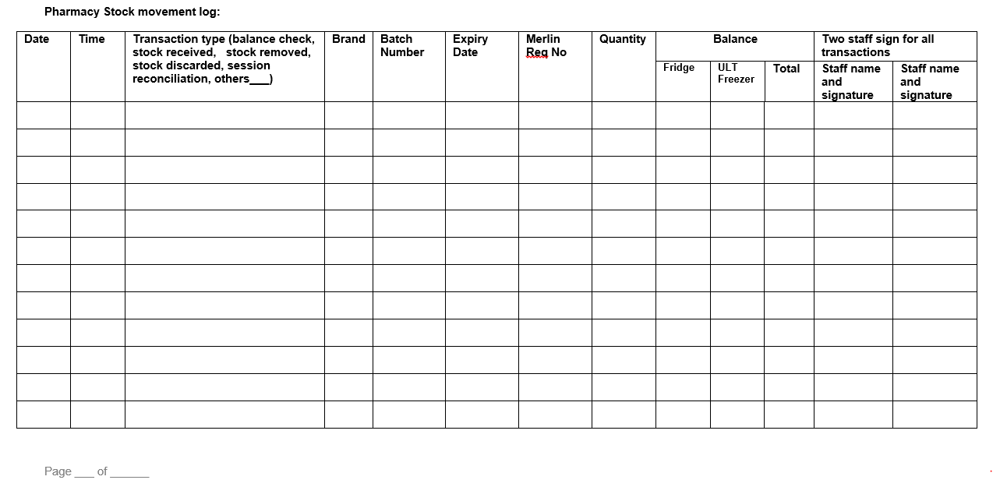 Pharmacy Stock movement log:
Date
Time
Transaction type (balance check,
stock received,   stock removed,
stock discarded, session
reconciliation, others___)
Brand
Batch
Number
Expiry
Date
Merlin
Req No
Quantity
Balance
Fridge
ULT
Freezer
Total
Two staff sign for all
transactions
Staff name
and
signature
Staff name
and
signature
Page ___ of ______